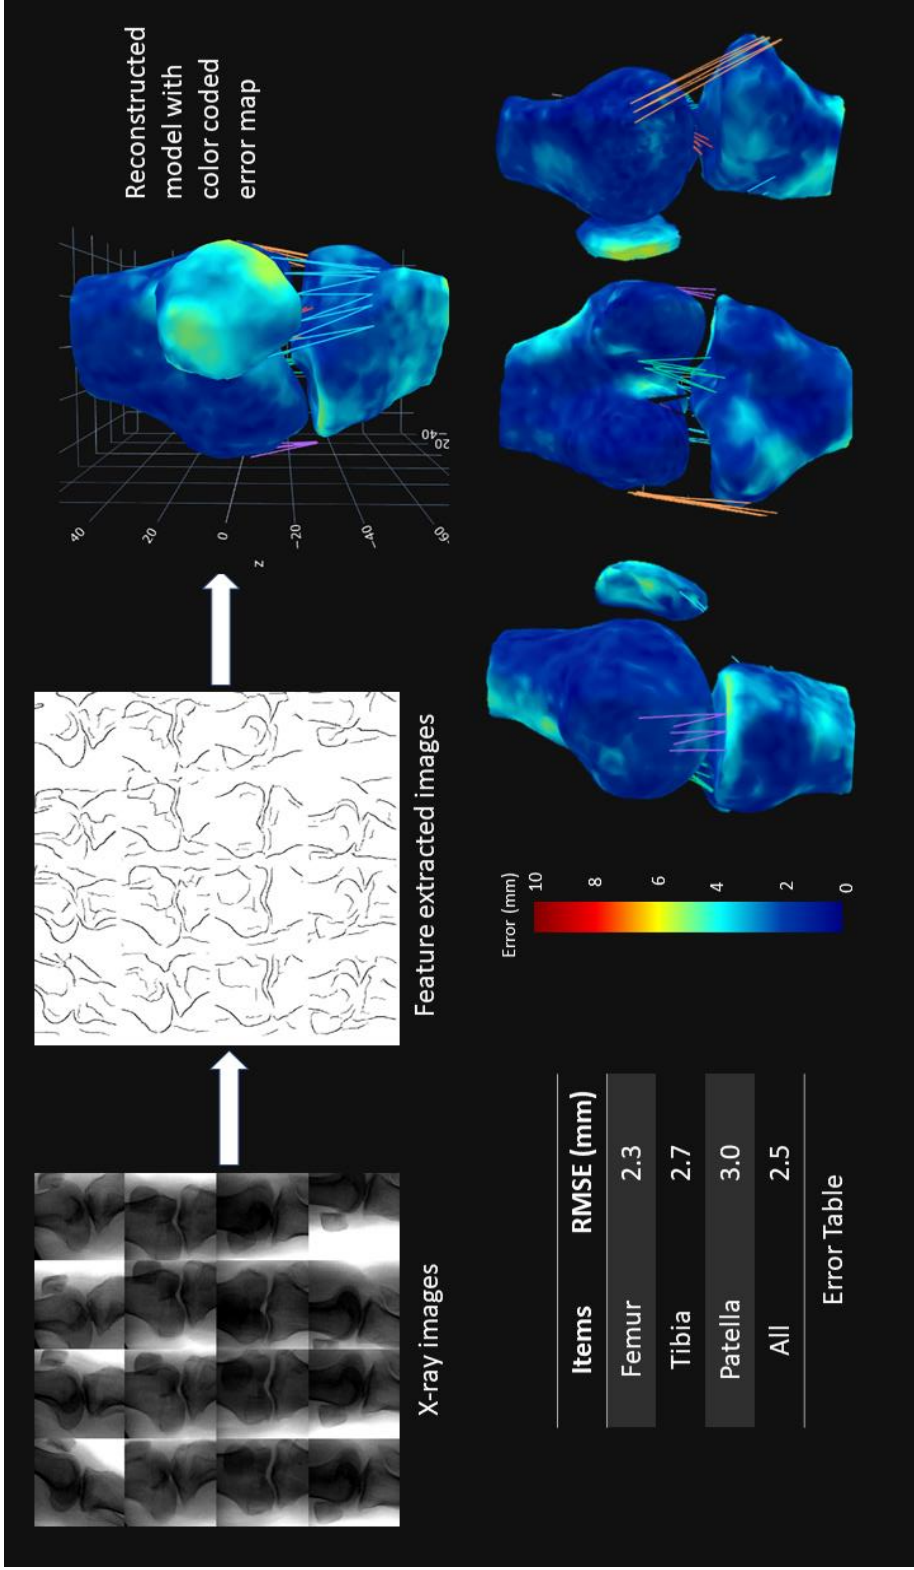 X-ray images
Feature extracted images
Reconstructed
model with
color coded
error map
40
20
0
−20
−40
−60
z
−40
−20
Items RMSE (mm)
Femur 2.3
Tibia 2.7
Patella 3.0
All 2.5
Error Table
Error (mm)
10
8
6
4
2
0